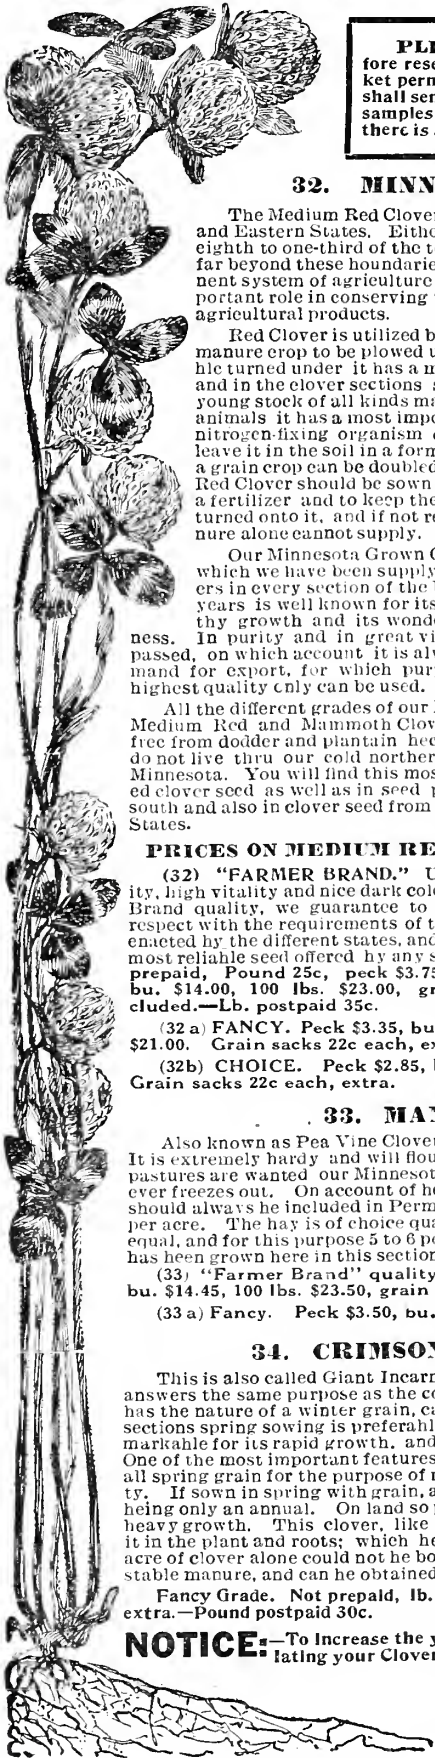 PLE
fore rese
ket perm
shall sen
samples
there is
32. MINN
The Medium Red Clover
and Eastern States. Eithe
eighth to one-third of the t
far beyond these houndarie
nent system of agriculture
portant role in conserving
agricultural products.
Red Clover is utilized b
manure crop to be plowed u
hle turned under it has a m
and in the clover sections s
young stock of all kinds ma
animals it has a most impo
nitrogen-fixing organism
leave it in the soil in a form
a grain crop can be doubled
Red Clover should be sown
a fertilizer and to keep the
turned onto it, and if not re
nure alone cannot supply.
Our Minnesota Grown C
which we have been supply
ers in every section of the
years is well known for its
thy growth and its wond
ness. In purity and in great vi
passed, on which account it is alv
mand for export, for which pur
highest quality only can be used.
All the different grades of our
Medium Red and Mammoth Clov
free from dodder and plantain hec
do not live thru our cold norther
Minnesota. You will find this mos
ed clover seed as well as in seed p
south and also in clover seed from
States.
PRICES ON MEDIUM RE
(32) "FARMER BRAND." U
ity, high vitality and nice dark colo
Brand quality, we guarantee to
respect with the requirements of t
enacted hy the different states, and
most reliable seed offered hy any s
prepaid, Pound 25c, peck $3.75
bu. $14.00, 100 lbs. $23.00, gr
cluded.—Lb. postpaid 35c.
(32a) FANCY. Peck $3.35, bu
$21.00. Grain sacks 22c each, ex
(32b) CHOICE. Peck $2.85, b
Grain sacks 22c each, extra.
33. MA
Also known as Pea Vine Clover
It is extremely hardy and will flou
pastures are wanted our Minnesot
ever freezes out. On account of he
should always he included in Perm
per acre. The hay is of choice qua
equal, and for this purpose 5 to 6 po
has heen grown here in this section
(33) "Farmer Brand" quality
bu. $14.45, 100 lbs. $23.50, grain
(33a) Fancy. Peck $3.50, bu.
34. CRIMSON
This is also called Giant Incarn
answers the same purpose as the co
has the nature of a winter grain, ca
sections spring sowing is preferahl
markable for its rapid growth, and
One of the most important features
all spring grain for the purpose of r
ty. If sown in spring with grain, a
heing only an annual. On land so
heavy growth. This clover, like
it in the plant and roots; which he
acre of clover alone could not he bo
stable manure, and can he obtained
Fancy Grade. Not prepaid, lb.
extra.—Pound postpaid 30c.
NOTICE:—To Increase the y
lating your Clover